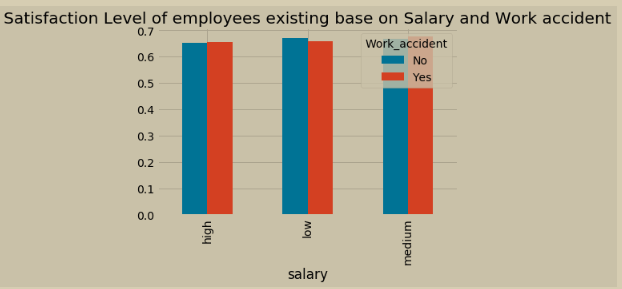 Satisfaction Level of employees existing base on Salary and Work accident
0.7
0.6
0.5
0.4
0.3
0.2
0.1
0.0
Work_accident
No
Yes
high
low
medium
salary